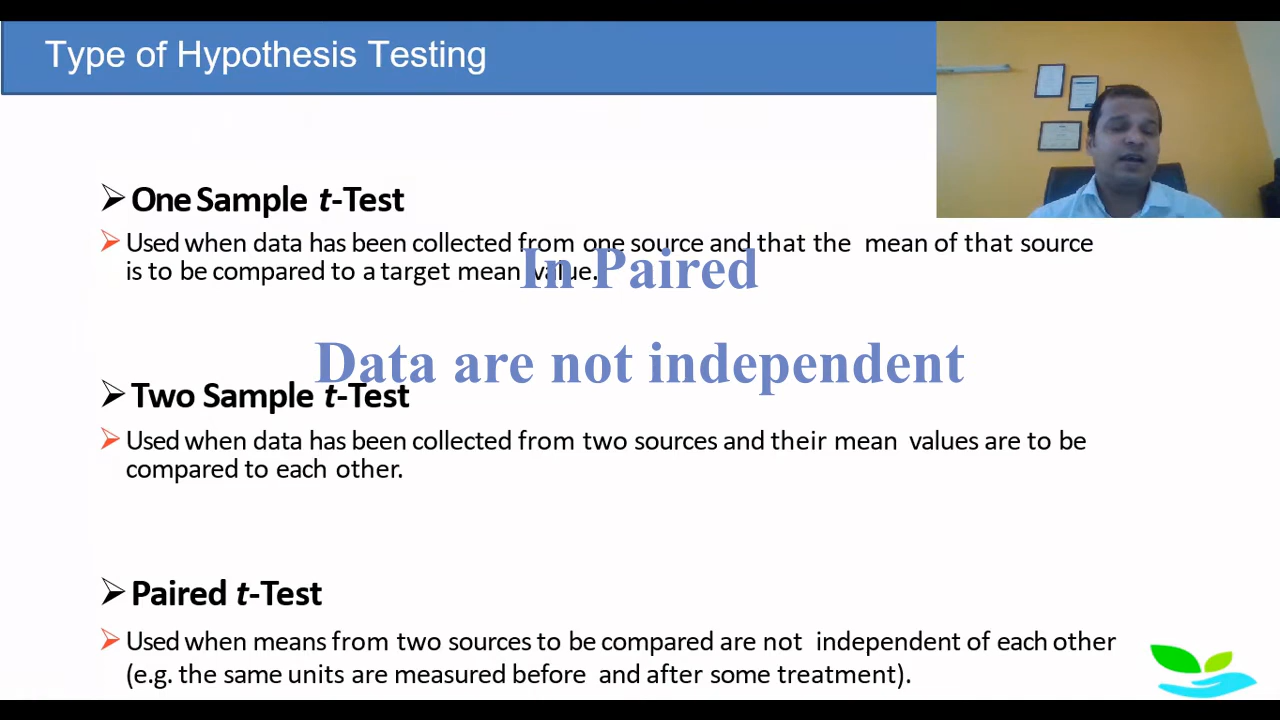 Type of Hypothesis Testing
One Sample t-Test
Used when data has been collected from one source and that the mean of that source
is to be compared to a target mean value.
In Paired
Data are not independent
Two Sample t-Test
Used when data has been collected from two sources and their mean values are to be
compared to each other.
Paired t-Test
Used when means from two sources to be compared are not independent of each other
(e.g. the same units are measured before and after some treatment).